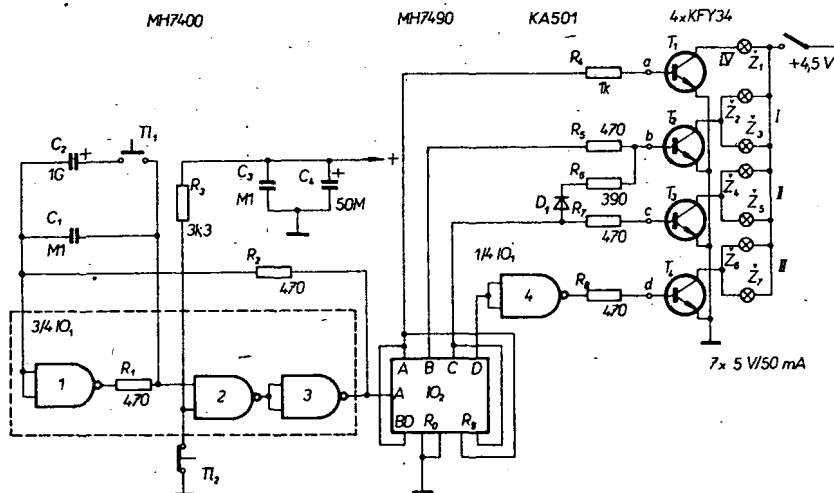 MH7400 MH7490 KA501 4xKFY34
T1 IV Ž1 +4,5 V
R4 a
1k
T2 Ž2 I
C2 + Tl1 R5 470 b Ž3
1G R3 C3 C4 + + R6
M1 50M D1 390 T3 Ž4 II
C1 R7 c Ž5
M1 3k3 470
R2 1/4 IO1 T4 Ž6 III
470 4 R8 d Ž7
3/4 IO1 470
A B C D
1 R1 2 3 A IO2 7x 5 V/50 mA
470 BD R0 R9
Tl2